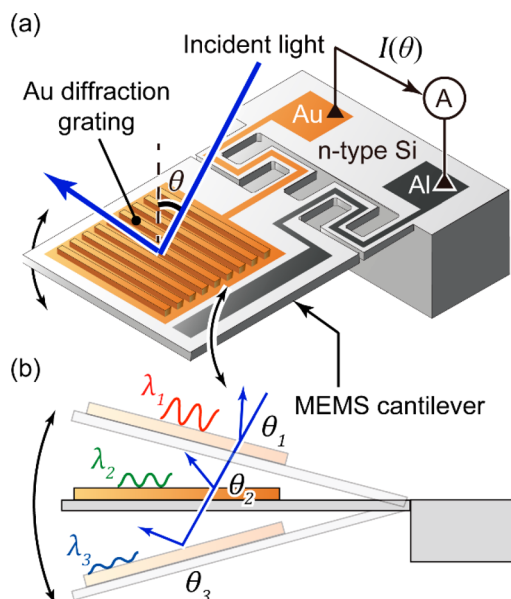 (a)
Incident light
I(θ)
Au diffraction
grating
θ
Au
A
n-type Si
Al
MEMS cantilever
(b)
λ1
θ1
λ2
θ2
λ3
θ3